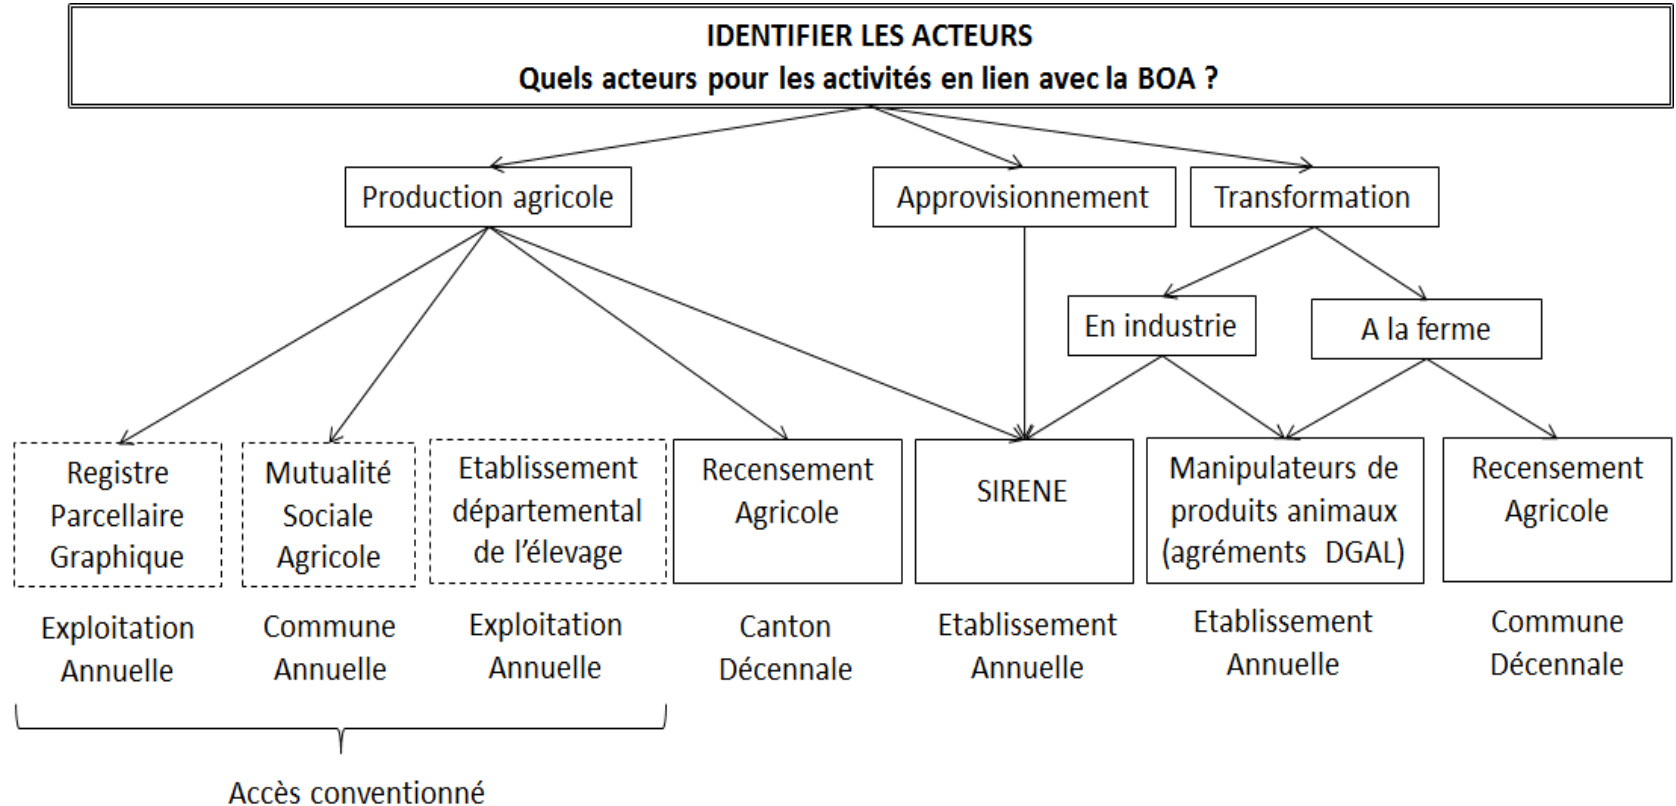 IDENTIFIER LES ACTEURS
Quels acteurs pour les activités en lien avec la BOA ?
Production agricole
Approvisionnement
Transformation
En industrie
A la ferme
Registre
Parcellaire
Graphique
Mutualité
Sociale
Agricole
Etablissement
départemental
de l'élevage
Recensement
Agricole
SIRENE
Manipulateurs de
produits animaux
(agréments DGAL)
Recensement
Agricole
Exploitation
Annuelle
Commune
Annuelle
Exploitation
Annuelle
Canton
Décennale
Etablissement
Annuelle
Etablissement
Annuelle
Commune
Décennale
Accès conventionné